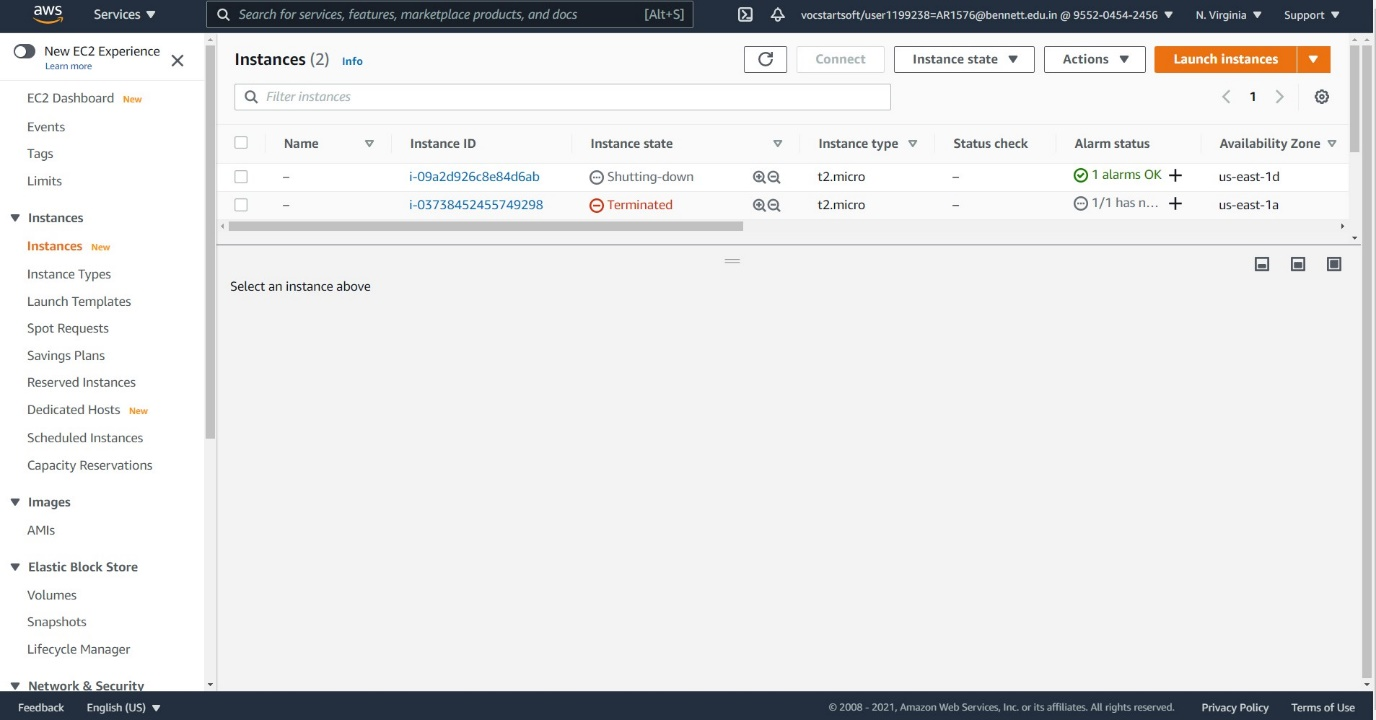 aws Services Search for services, features, marketplace products, and docs [Alt+S] vocstartsoft/user1199238=AR1576@bennett.edu.in @ 9552-0454-2456 N. Virginia Support
New EC2 Experience
Learn more
EC2 Dashboard New
Events
Tags
Limits
Instances
Instances New
Instance Types
Launch Templates
Spot Requests
Savings Plans
Reserved Instances
Dedicated Hosts New
Scheduled Instances
Capacity Reservations
Images
AMIs
Elastic Block Store
Volumes
Snapshots
Lifecycle Manager
Network & Security
Instances (2) Info Connect Instance state Actions Launch instances
Filter instances 1
Name Instance ID Instance state Instance type Status check Alarm status Availability Zone
– i-09a2d926c8e84d6ab Shutting-down t2.micro – 1 alarms OK + us-east-1d
– i-03738452455749298 Terminated t2.micro – 1/1 has n... + us-east-1a
Select an instance above
Feedback English (US) © 2008 - 2021, Amazon Web Services, Inc. or its affiliates. All rights reserved. Privacy Policy Terms of Use